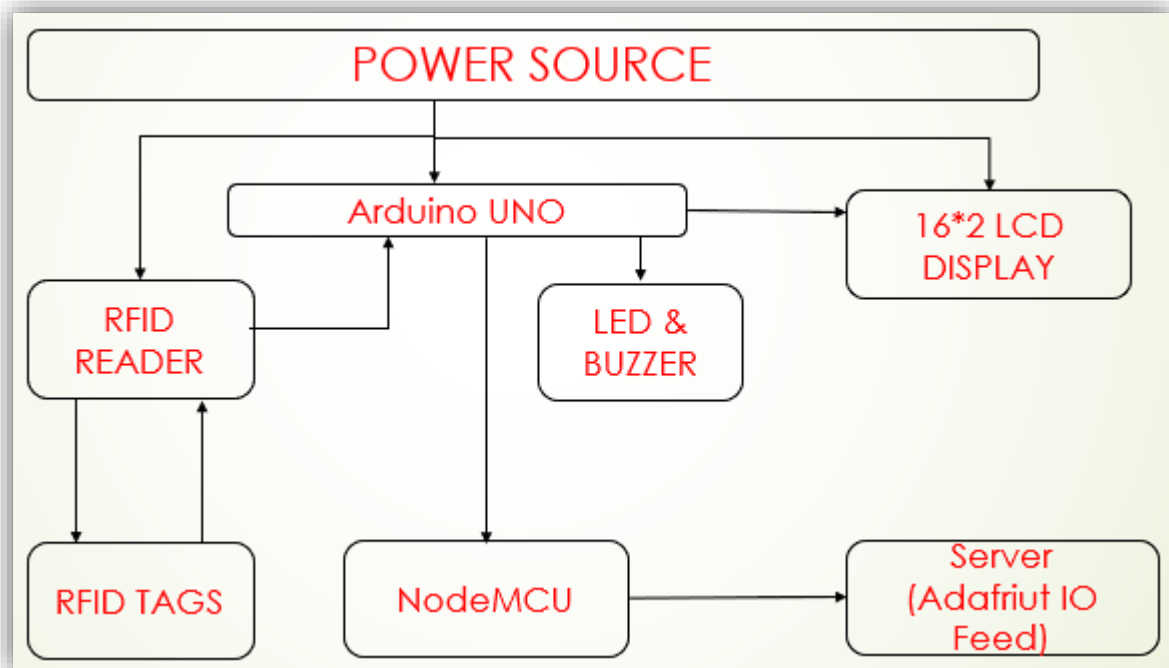 POWER SOURCE
Arduino UNO
16*2 LCD
DISPLAY
RFID
READER
LED &
BUZZER
RFID TAGS
NodeMCU
Server
(Adafriut IO
Feed)